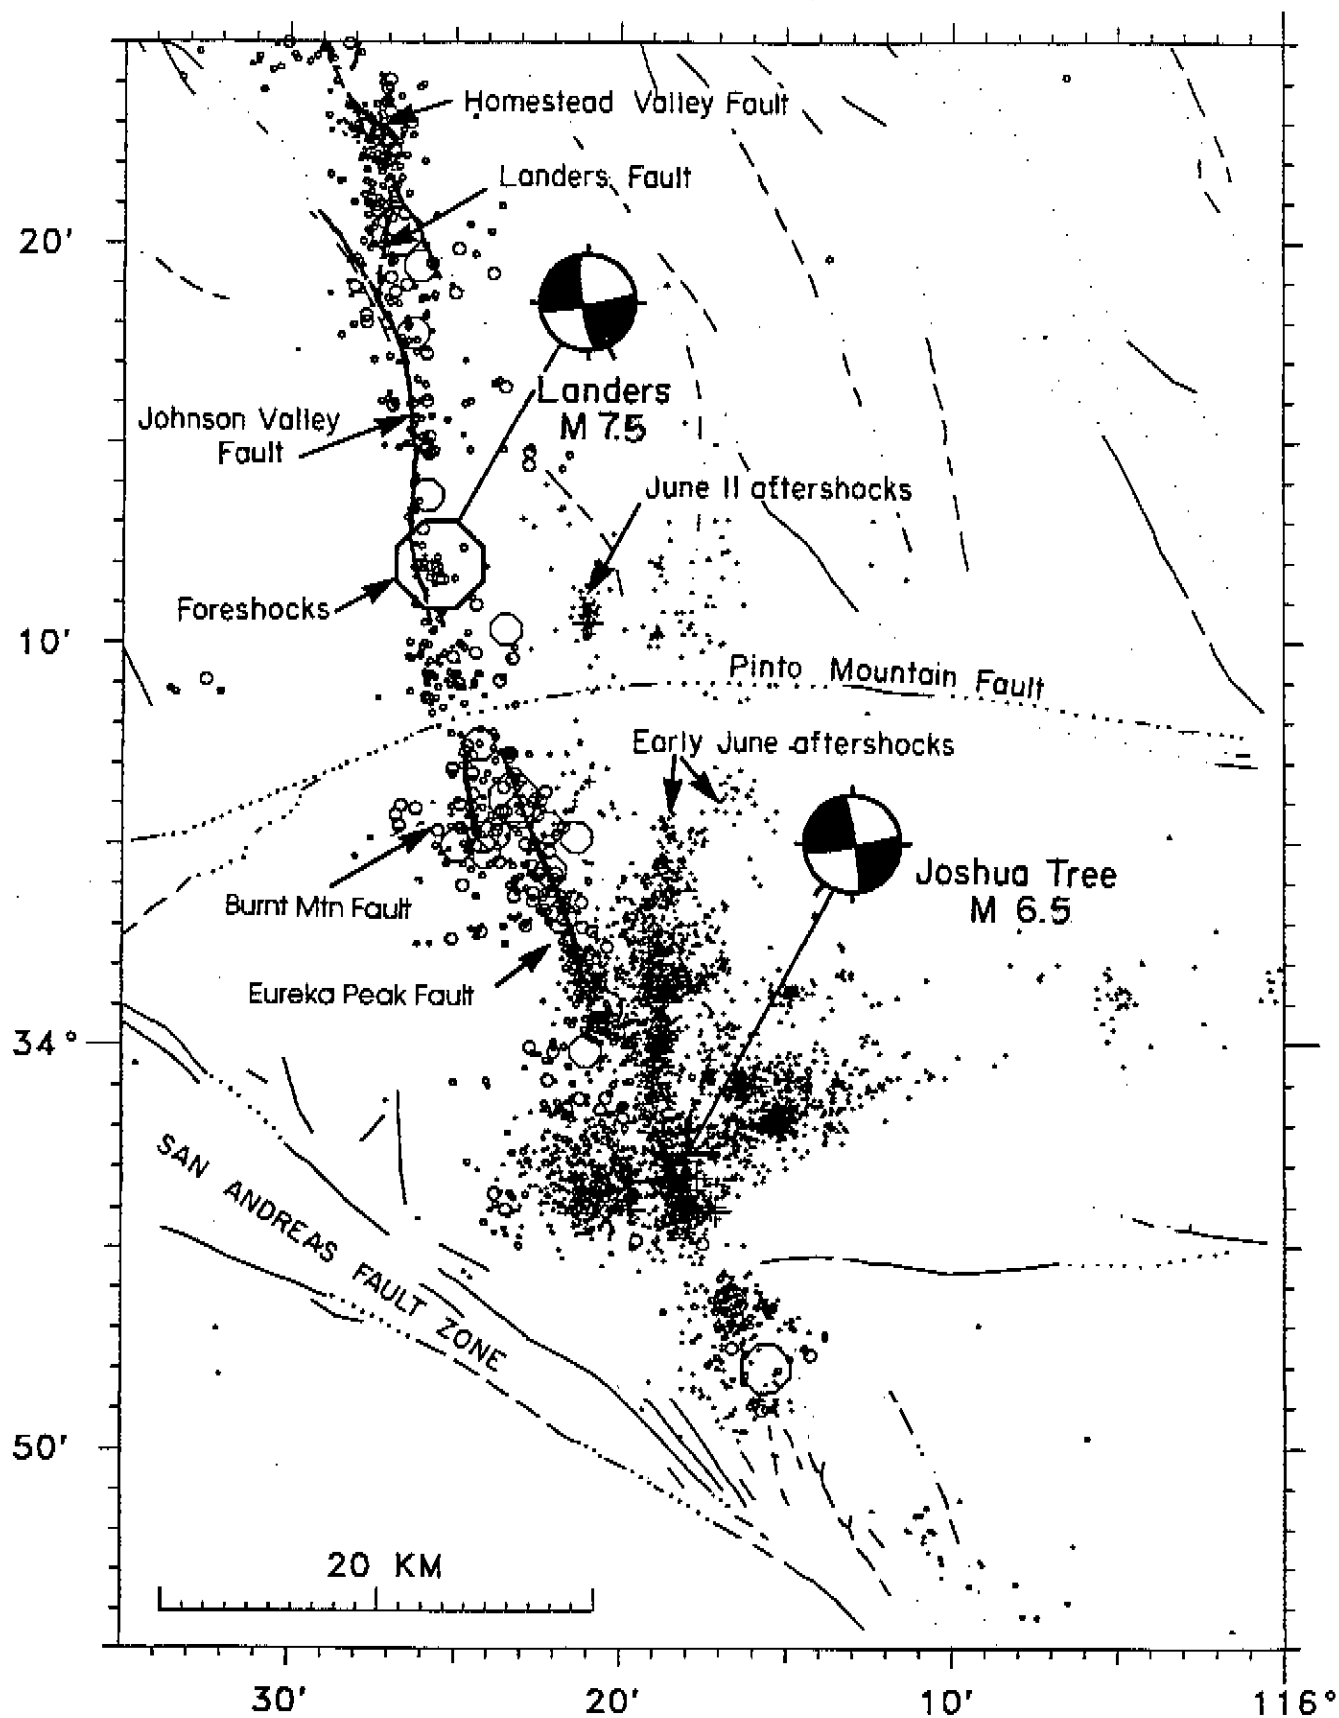 Homestead Valley Fault
Landers Fault
20'
Landers
M 7.5
Johnson Valley
Fault
June 11 aftershocks
Foreshocks
10'
Pinto Mountain Fault
Early June aftershocks
Joshua Tree
M 6.5
Burnt Mtn Fault
Eureka Peak Fault
34°
SAN ANDREAS FAULT ZONE
50'
20 KM
30'
20'
10'
116°